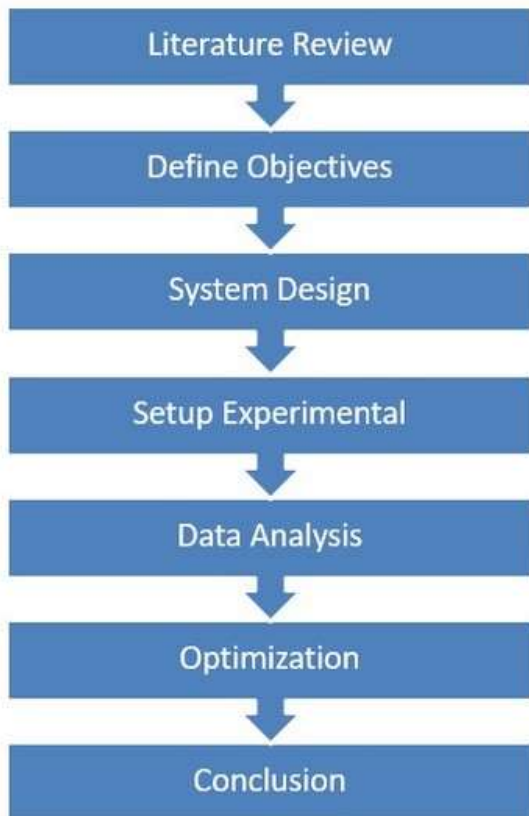 Literature Review
Define Objectives
System Design
Setup Experimental
Data Analysis
Optimization
Conclusion